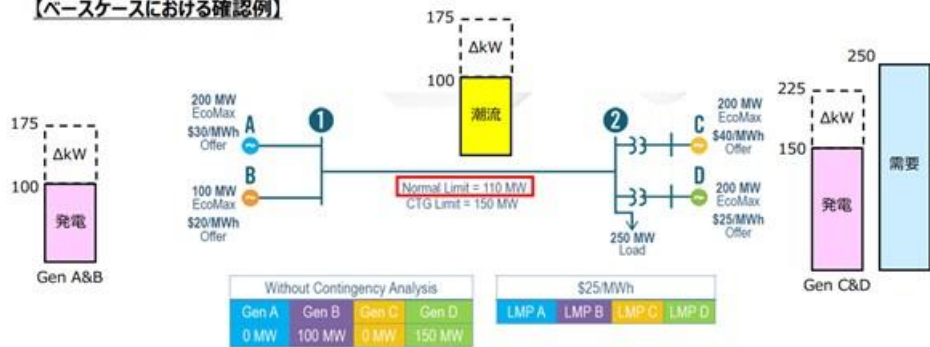 【ベースケースにおける確認例】
175
ΔkW
100
発電
Gen A&B
200 MW
EcoMax
$30/MWh
Offer
A
100 MW
EcoMax
$20/MWh
Offer
B
1
175
ΔkW
100
潮流
Normal Limit = 110 MW
CTG Limit = 150 MW
2
250 MW
Load
C
200 MW
EcoMax
$40/MWh
Offer
D
200 MW
EcoMax
$25/MWh
Offer
225
ΔkW
150
発電
Gen C&D
250
需要
Without Contingency Analysis
Gen A Gen B Gen C Gen D
0 MW 100 MW 0 MW 150 MW
$25/MWh
LMP A LMP B LMP C LMP D